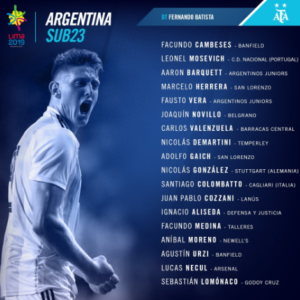 ARGENTINA
SUB23
lima
2019
DT FERNANDO BATISTA
AFA
FACUNDO CAMBESES - BANFIELD
LEONEL MOSEVICH - C.D. NACIONAL (PORTUGAL)
AARON BARQUETT - ARGENTINOS JUNIORS
MARCELO HERRERA - SAN LORENZO
FAUSTO VERA - ARGENTINOS JUNIORS
JOAQUÍN NOVILLO - BELGRANO
CARLOS VALENZUELA - BARRACAS CENTRAL
NICOLÁS DEMARTINI - TEMPERLEY
ADOLFO GAICH - SAN LORENZO
NICOLÁS GONZÁLEZ - STUTTGART (ALEMANIA)
SANTIAGO COLOMBATTO - CAGLIARI (ITALIA)
JUAN PABLO COZZANI - LANÚS
IGNACIO ALISEDA - DEFENSA Y JUSTICIA
FACUNDO MEDINA - TALLERES
ANÍBAL MORENO - NEWELL'S
AGUSTÍN URZI - BANFIELD
LUCAS NECUL - ARSENAL
SEBASTIÁN LOMÓNACO - GODOY CRUZ